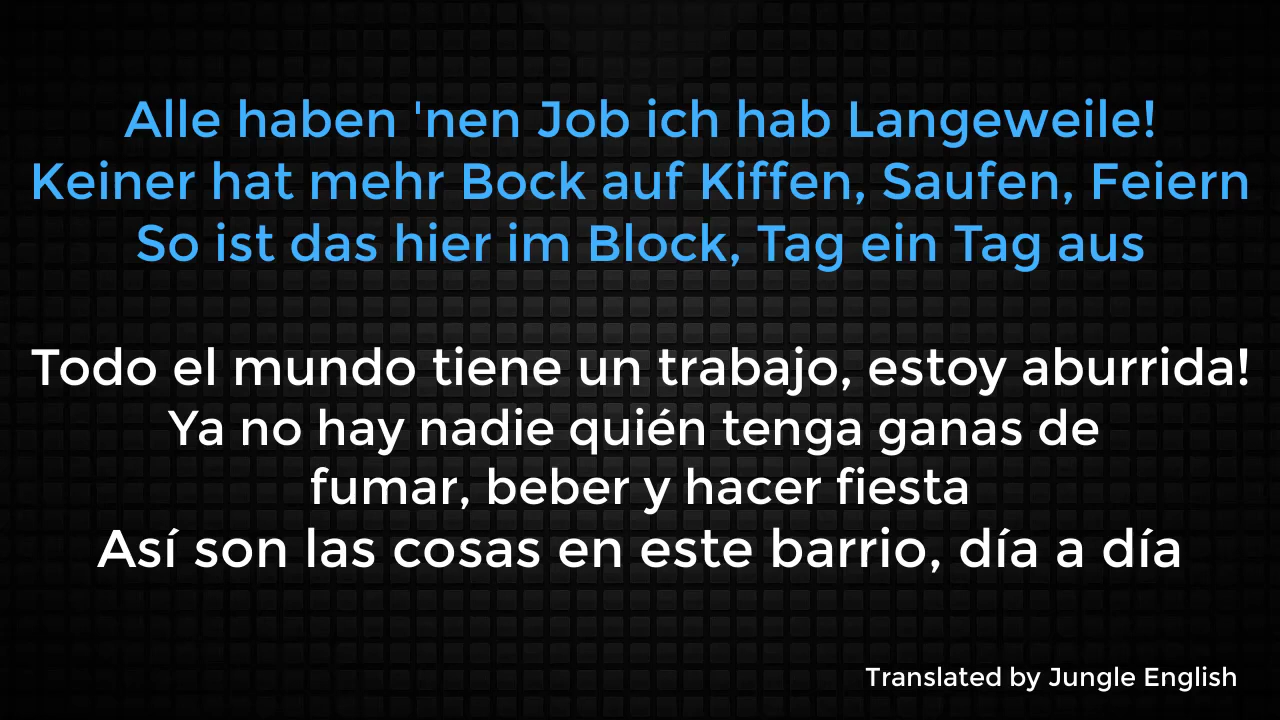 Alle haben 'nen Job ich hab Langeweile!
Keiner hat mehr Bock auf Kiffen, Saufen, Feiern
So ist das hier im Block, Tag ein Tag aus
Todo el mundo tiene un trabajo, estoy aburrida!
Ya no hay nadie quién tenga ganas de
fumar, beber y hacer fiesta
Así son las cosas en este barrio, día a día
Translated by Jungle English